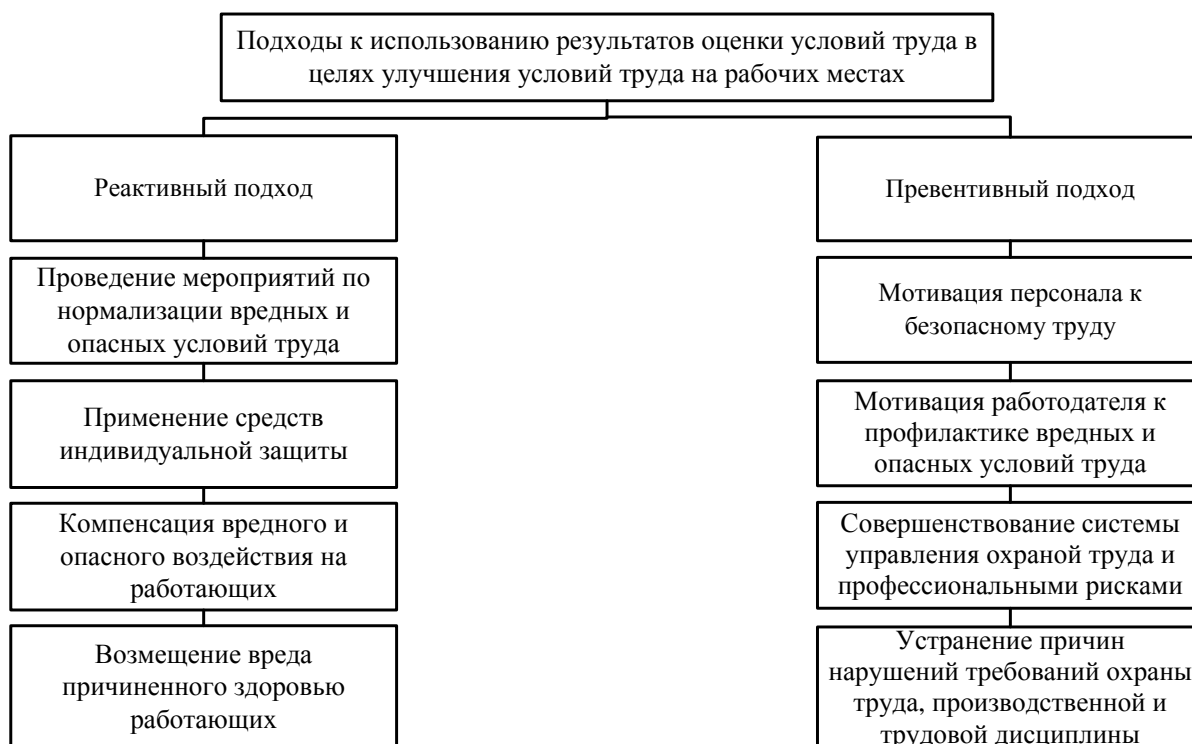 Подходы к использованию результатов оценки условий труда в
целях улучшения условий труда на рабочих местах
Реактивный подход
Проведение мероприятий по
нормализации вредных и
опасных условий труда
Применение средств
индивидуальной защиты
Компенсация вредного и
опасного воздействия на
работающих
Возмещение вреда
причиненного здоровью
работающих
Превентивный подход
Мотивация персонала к
безопасному труду
Мотивация работодателя к
профилактике вредных и
опасных условий труда
Совершенствование системы
управления охраной труда и
профессиональными рисками
Устранение причин
нарушений требований охраны
труда, производственной и
трудовой дисциплины